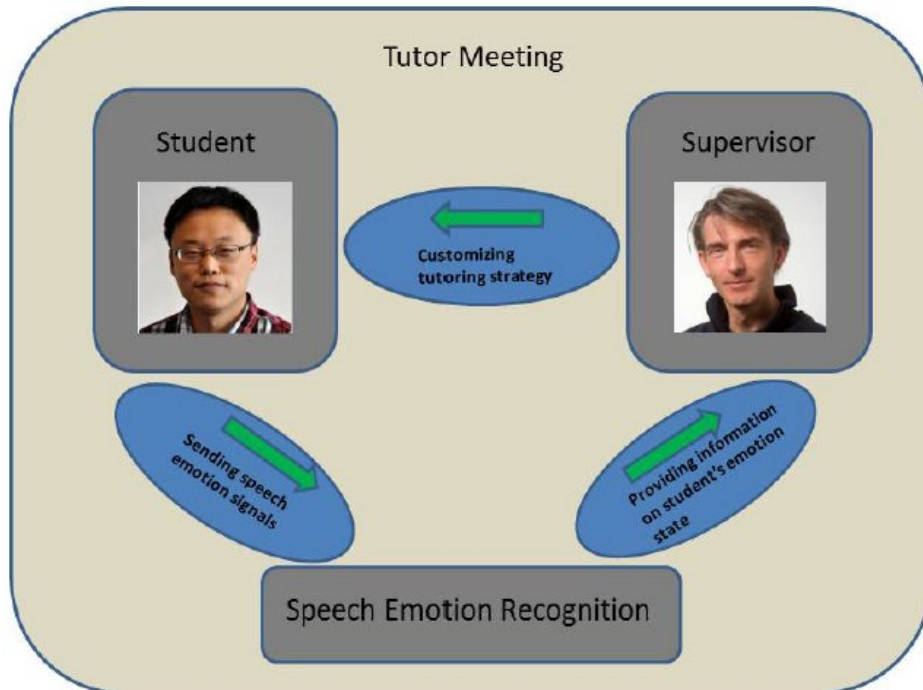 Tutor Meeting
Student
Supervisor
Customizing
tutoring strategy
Sending speech
emotion signals
Providing information
on student's emotion
state
Speech Emotion Recognition